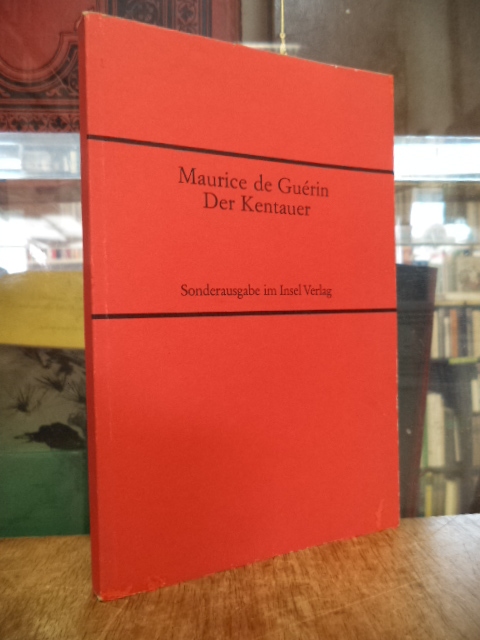 Maurice de Guérin
Der Kentauer
Sonderausgabe im Insel Verlag